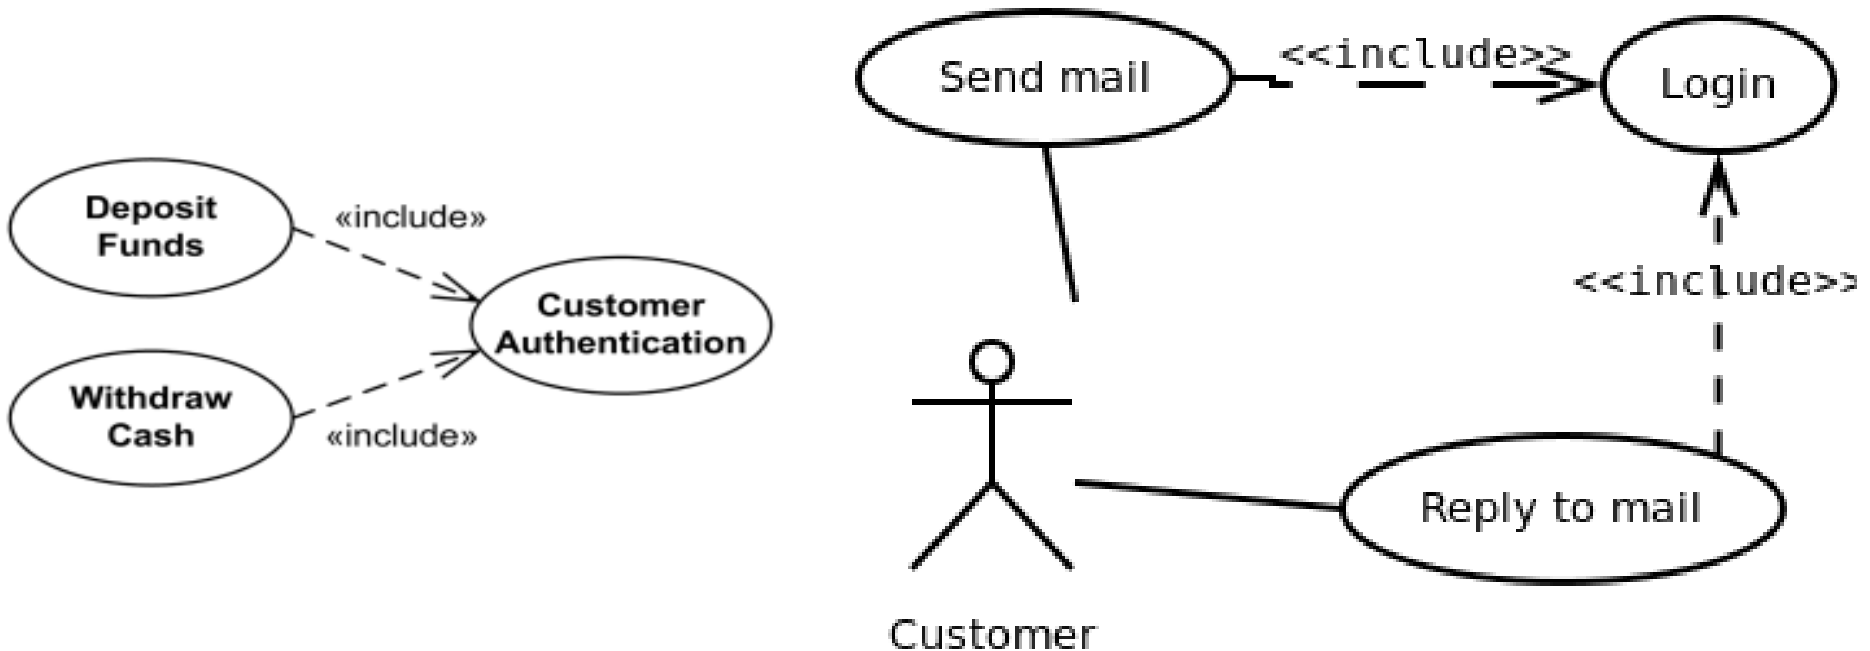 Deposit
Funds
«include»
Customer
Authentication
Withdraw
Cash
«include»
Send mail
<<include>>
Login
<<include>>
Reply to mail
Customer